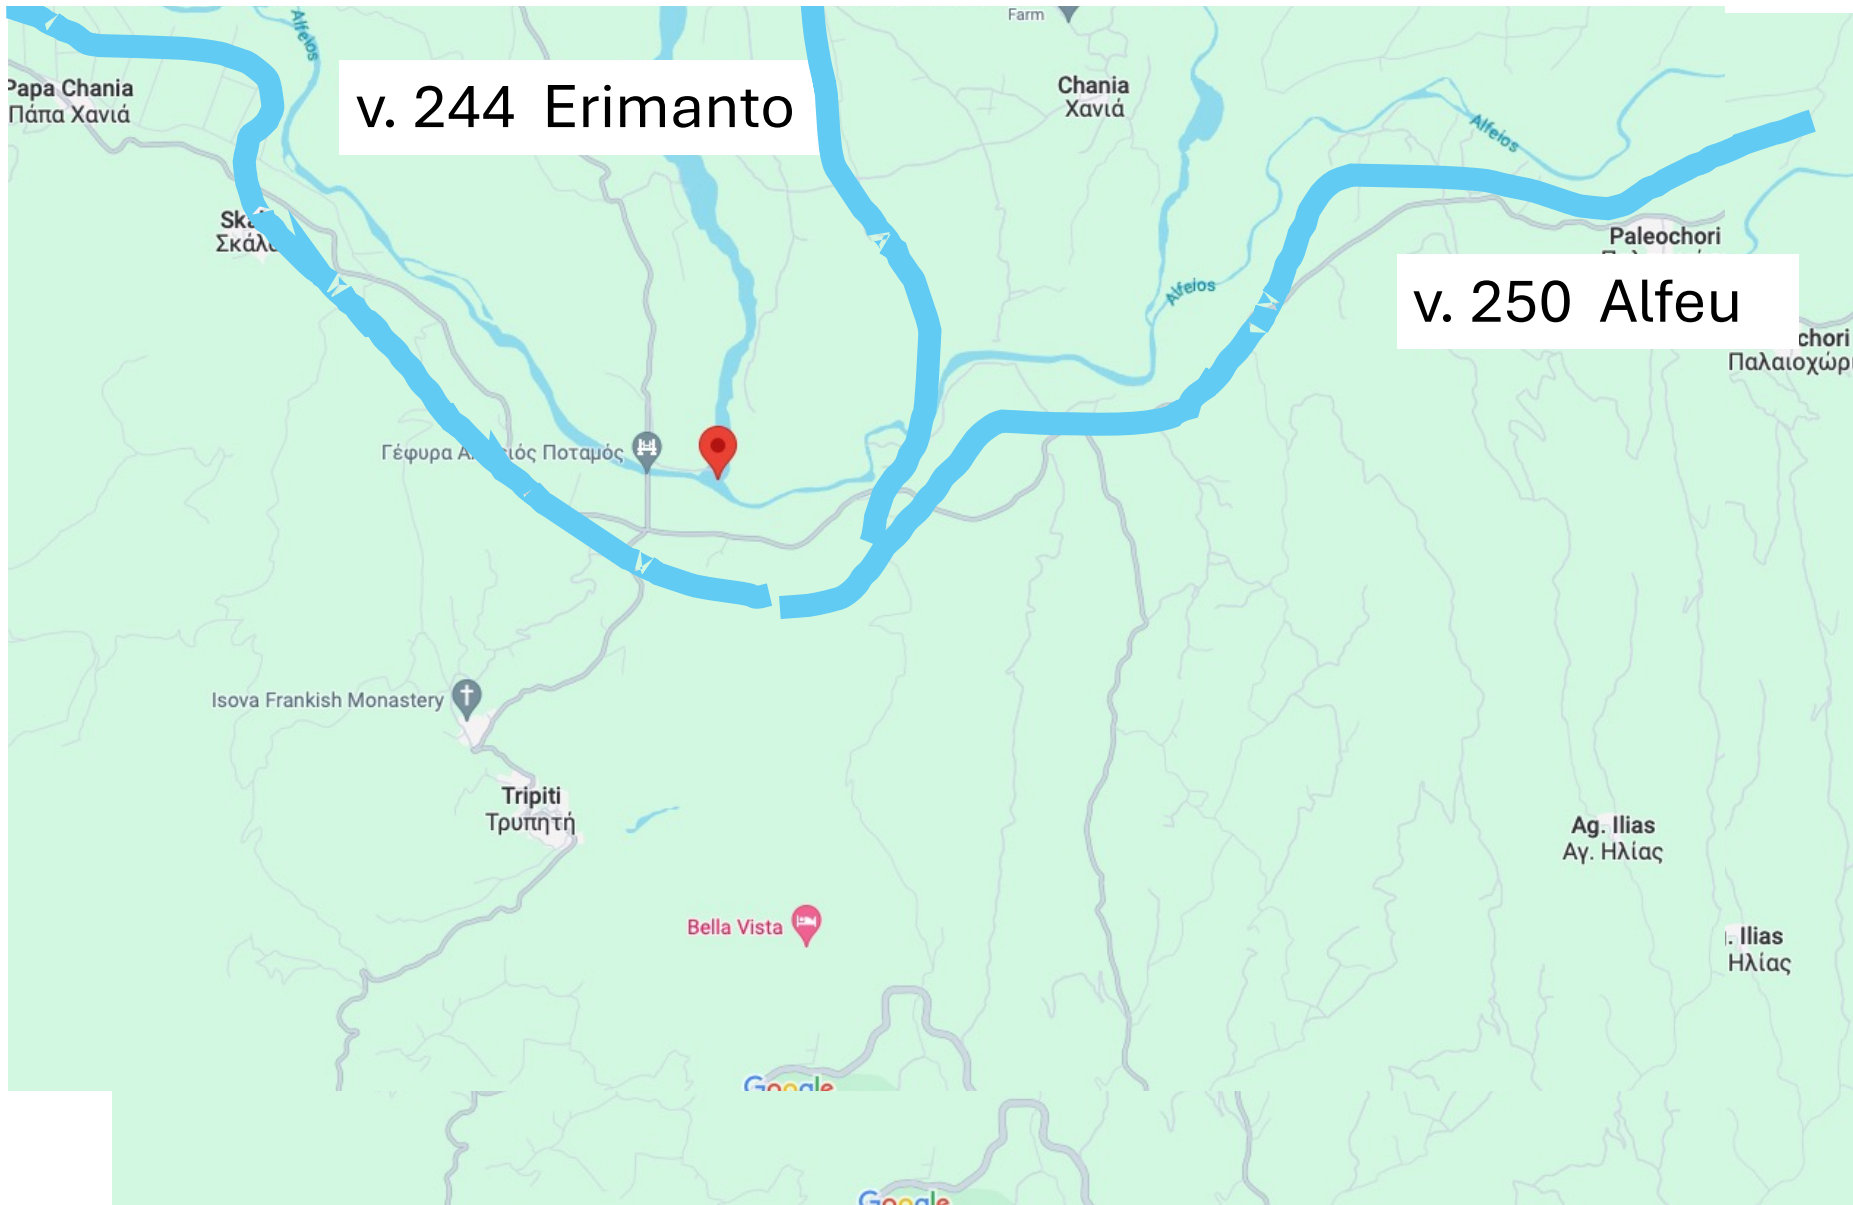 Alfeios
Farm
Papa Chania
Πάπα Χανιά
v. 244 Erimanto
Chania
Χανιά
Alfeios
Σκάλα
Paleochori
Alfeios
v. 250 Alfeu
chori
Παλαιοχώρι
Γέφυρα Ποταμός
Isova Frankish Monastery
Tripiti
Τρυπητή
Ag. Ilias
Αγ. Ηλίας
Bella Vista
. Ilias
Ηλίας
Google
Google